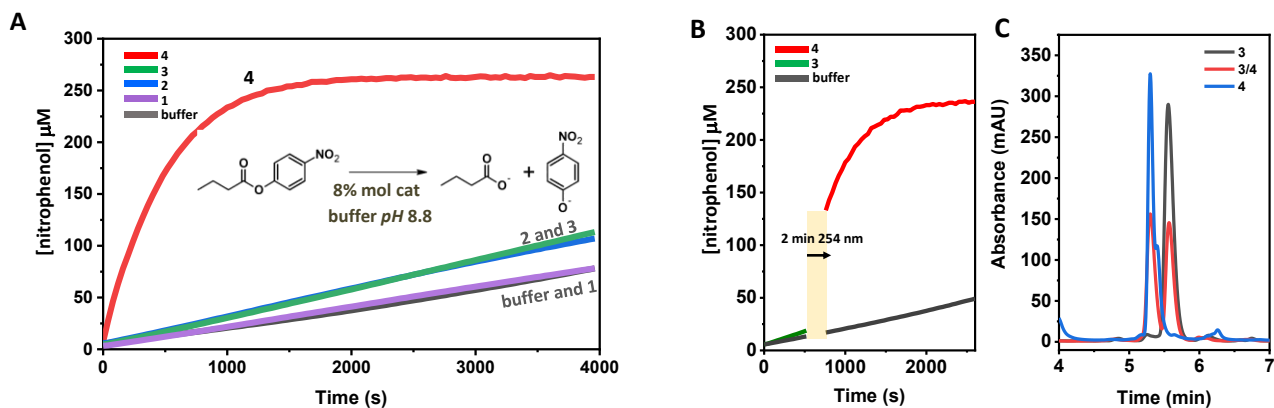 A
300
250
200
150
100
50
0
[nitrophenol] µM
4
3
2
1
buffer
4
O
O
NO₂
8% mol cat
buffer pH 8.8
O
O⁻
+
NO₂
O⁻
2 and 3
buffer and 1
0
1000
2000
3000
4000
Time (s)
B
300
250
200
150
100
50
0
[nitrophenol] µM
4
3
buffer
2 min 254 nm
0
1000
2000
Time (s)
C
350
300
250
200
150
100
50
0
Absorbance (mAU)
3
3/4
4
4
5
6
7
Time (min)